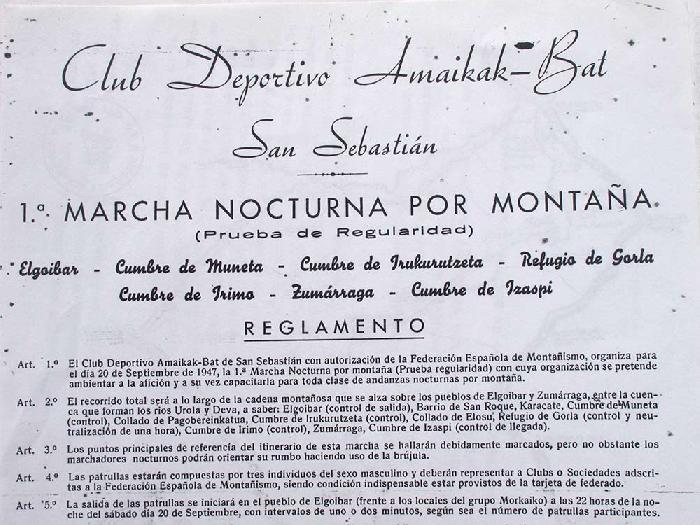 Club Deportivo Amaikak-Bat
San Sebastián
1.ª MARCHA NOCTURNA POR MONTAÑA.
(Prueba de Regularidad)
Elgoibar - Cumbre de Muneta - Cumbre de Irukurutzeta - Refugio de Gorla
Cumbre de Irimo - Zumárraga - Cumbre de Izaspi
REGLAMENTO
Art. 1.º El Club Deportivo Amaikak-Bat de San Sebastián con autorización de la Federación Española de Montañismo, organiza para
el día 20 de Septiembre de 1947, la 1.ª Marcha Nocturna por montaña (Prueba regularidad) con cuya organización se pretende
ambientar a la afición y a su vez capacitarla para toda clase de andanzas nocturnas por montaña.
Art. 2.º El recorrido total será a lo largo de la cadena montañosa que se alza sobre los pueblos de Elgoibar y Zumárraga, entre la cuen-
ca que forman los ríos Urola y Deva, a saber: Elgoibar (control de salida), Barrio de San Roque, Karacate, Cumbre de Muneta
(control), Collado de Pagobereinkatua, Cumbre de Irukurutzeta (control), Collado de Elosu, Refugio de Gorla (control y neu-
tralización de una hora), Cumbre de Irimo (control), Zumárraga, Cumbre de Izaspi (control de llegada).
Art. 3.º Los puntos principales de referencia del itinerario de esta marcha se hallarán debidamente marcados, pero no obstante los
marchadores nocturnos podrán orientar su rumbo haciendo uso de la brújula.
Art. 4.º Las patrullas estarán compuestas por tres individuos del sexo masculino y deberán representar a Clubs o Sociedades adscri-
tas a la Federación Española de Montañismo, siendo condición indispensable estar provistos de la tarjeta de federado.
Art. 5.º La salida de las patrullas se iniciará en el pueblo de Elgoibar (frente a los locales del grupo Morkaiko) a las 22 horas de la no-
che del sábado día 20 de Septiembre, con intervalos de uno o dos minutos, según sea el número de patrullas participantes.